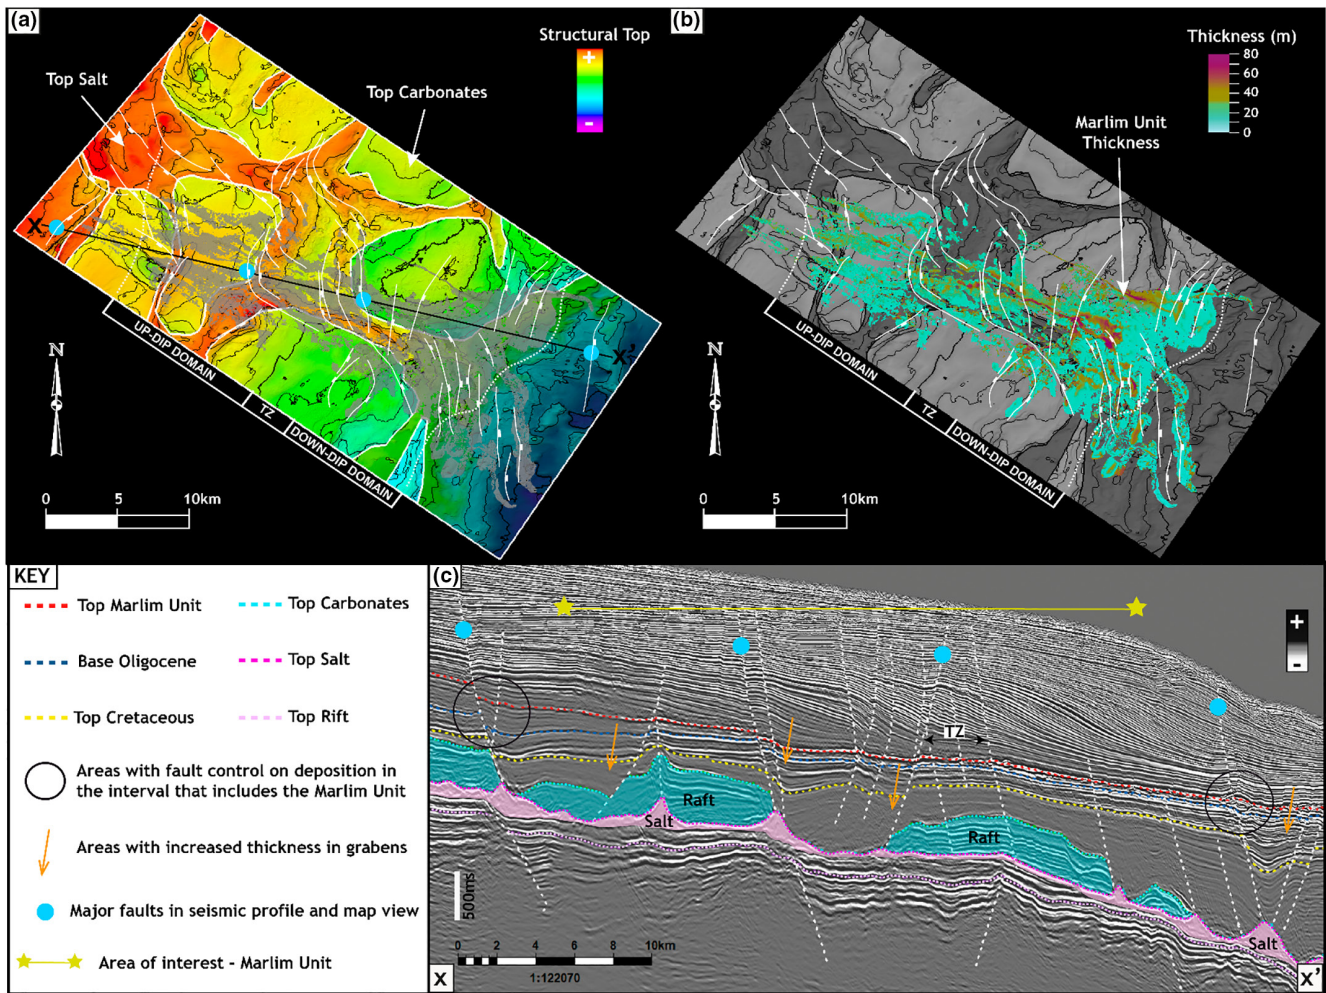 (a)
Structural Top
+
-
Top Salt
Top Carbonates
X
X'
UP-DIP DOMAIN
TZ
DOWN-DIP DOMAIN
N
0 5 10km
(b)
Thickness (m)
80
60
40
20
0
Marlim Unit
Thickness
UP-DIP DOMAIN
TZ
DOWN-DIP DOMAIN
N
0 5 10km
KEY
Top Marlim Unit
Top Carbonates
Base Oligocene
Top Salt
Top Cretaceous
Top Rift
Areas with fault control on deposition in
the interval that includes the Marlim Unit
Areas with increased thickness in grabens
Major faults in seismic profile and map view
Area of interest - Marlim Unit
(c)
+
-
TZ
Raft
Salt
Raft
Salt
500ms
0 2 4 6 8 10km
1:122070
X
X'